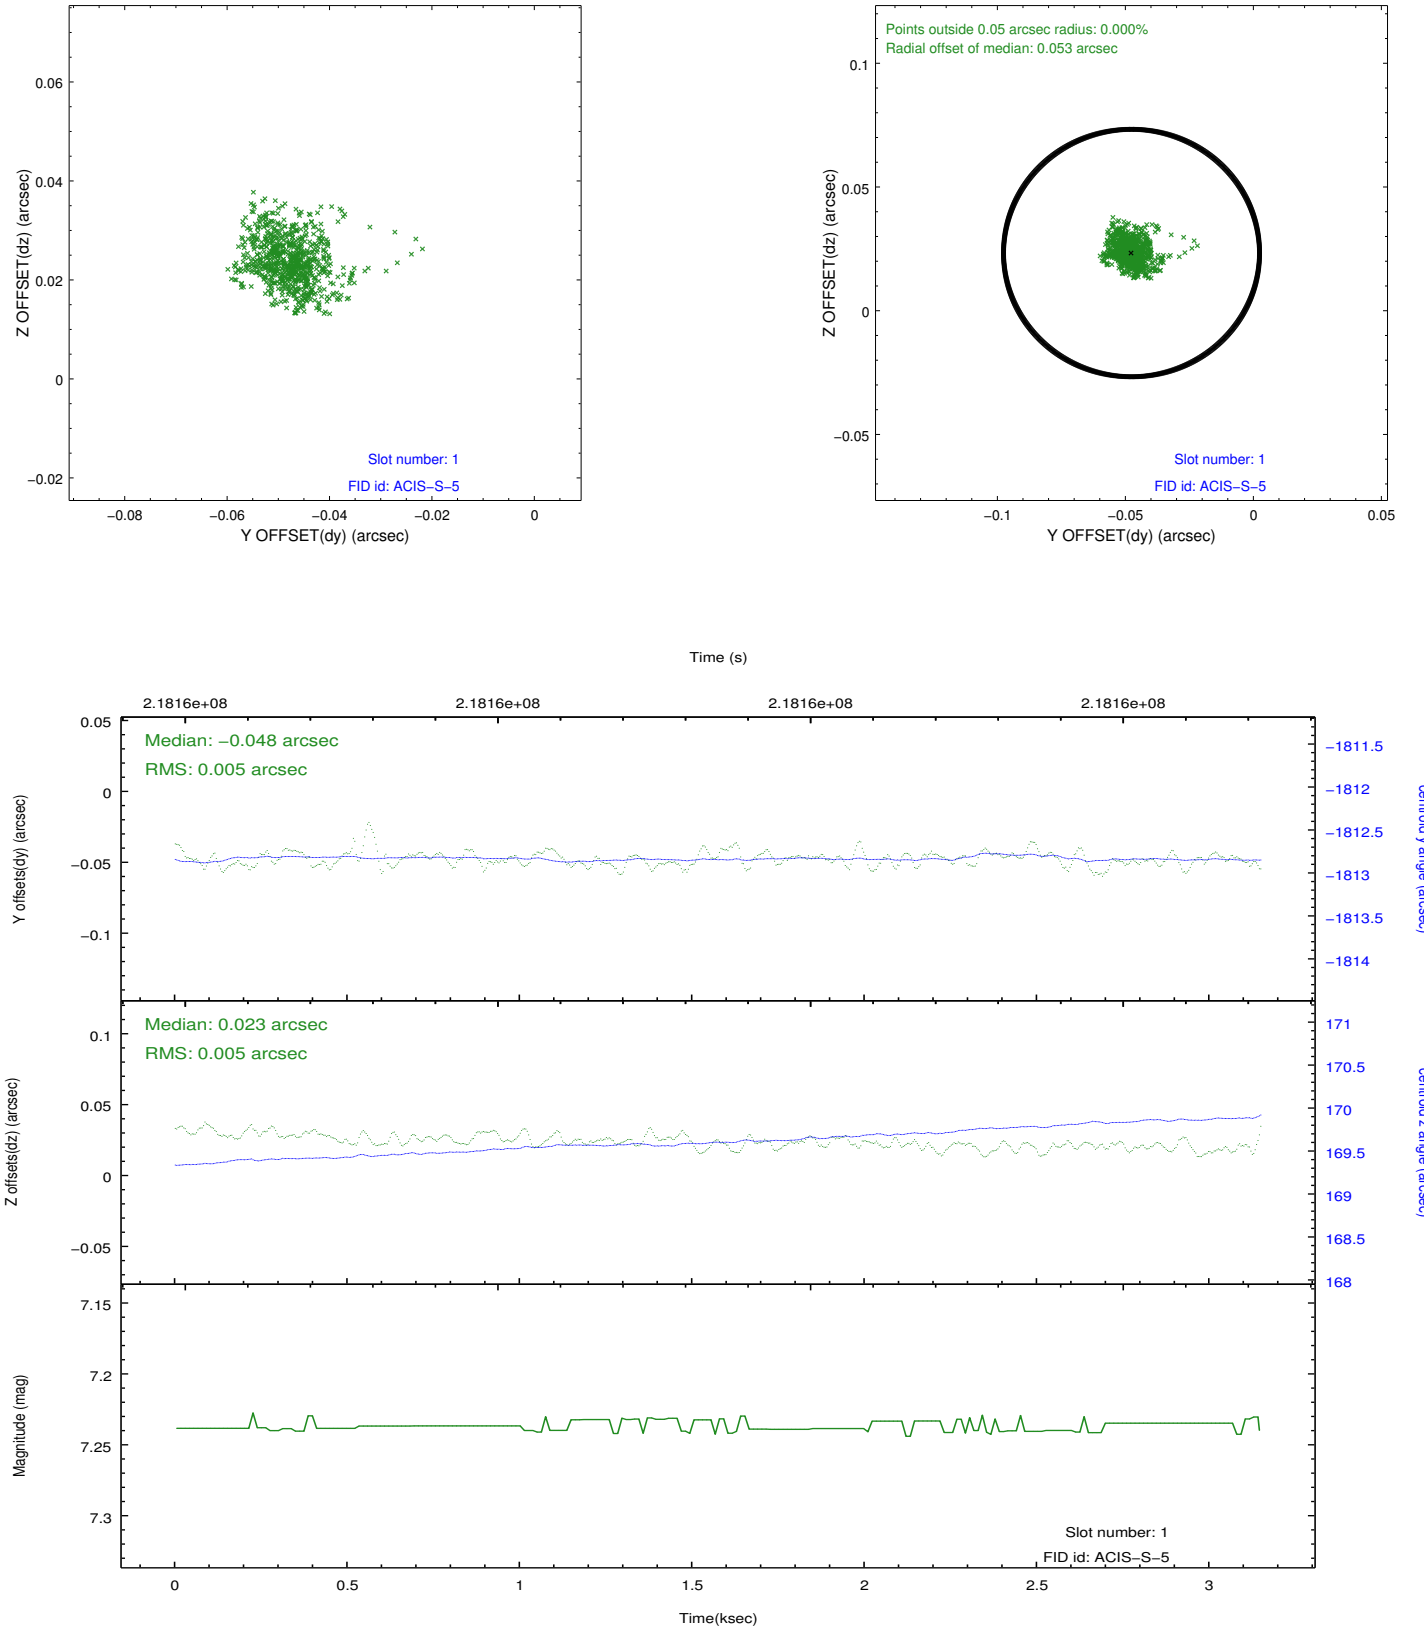 0.06
0.04
0.02
0
−0.02
Z OFFSET(dz) (arcsec)
Slot number: 1
FID id: ACIS−S−5
−0.08 −0.06 −0.04 −0.02 0
Y OFFSET(dy) (arcsec)
Points outside 0.05 arcsec radius: 0.000%
Radial offset of median: 0.053 arcsec
0.1
0.05
0
−0.05
Z OFFSET(dz) (arcsec)
Slot number: 1
FID id: ACIS−S−5
−0.1 −0.05 0 0.05
Y OFFSET(dy) (arcsec)
Time (s)
2.1816e+08 2.1816e+08 2.1816e+08 2.1816e+08
Median: −0.048 arcsec
RMS: 0.005 arcsec
0.05
0
−0.05
−0.1
Y offsets(dy) (arcsec)
−1811.5
−1812
−1812.5
−1813
−1813.5
−1814
centroid y angle (arcsec)
Median: 0.023 arcsec
RMS: 0.005 arcsec
0.1
0.05
0
−0.05
Z offsets(dz) (arcsec)
171
170.5
170
169.5
169
168.5
168
centroid z angle (arcsec)
7.15
7.2
7.25
7.3
Magnitude (mag)
Slot number: 1
FID id: ACIS−S−5
0 0.5 1 1.5 2 2.5 3
Time(ksec)